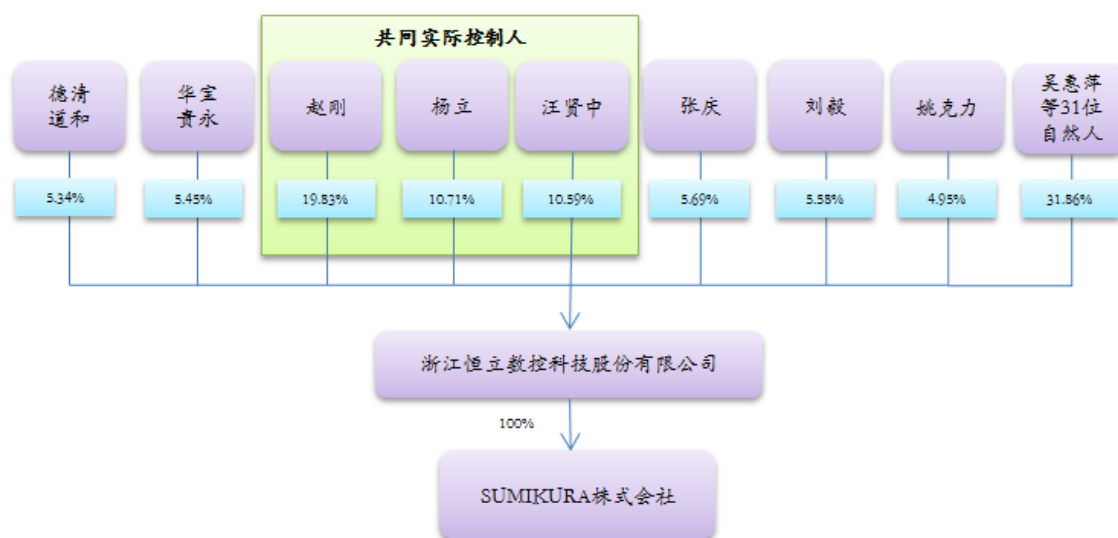 共同实际控制人
德清
道和
华宝
贵永
赵刚
杨立
汪贤中
张庆
刘毅
姚克力
吴惠萍
等31位
自然人
5.34%
5.45%
19.83%
10.71%
10.59%
5.69%
5.58%
4.95%
31.86%
浙江恒立数控科技股份有限公司
100%
SUMIKURA株式会社